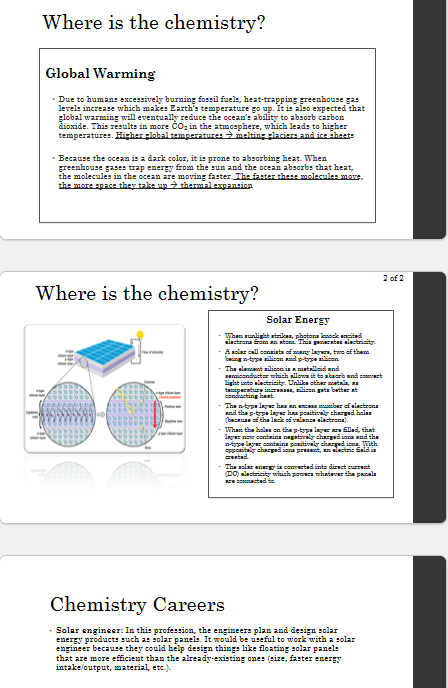 Where is the chemistry?
Global Warming
• Due to humans excessively burning fossil fuels, heat-trapping greenhouse gas
levels increase which makes Earth's temperature go up. It is also expected that
global warming will eventually reduce the ocean's ability to absorb carbon
dioxide. This results in more CO₂ in the atmosphere, which leads to higher
temperatures. Higher global temperatures → melting glaciers and ice sheets
• Because the ocean is a dark color, it is prone to absorbing heat. When
greenhouse gases trap energy from the sun and the ocean absorbs that heat,
the molecules in the ocean are moving faster. The faster these molecules move,
the more space they take up → thermal expansion
2 of 2
Where is the chemistry?
Solar Energy
• When sunlight strikes, photons knock excited
electrons from an atom. This generates electricity.
• A solar cell consists of many layers, two of them
being n-type silicon and p-type silicon.
• The element silicon is a metalloid and
semiconductor which allows it to absorb and convert
light into electricity. Unlike other metals, as
temperature increases, silicon gets better at
conducting heat.
• The n-type layer has an excess number of electrons
and the p-type layer has positively charged holes
(because of the lack of valance electrons).
• When the holes on the p-type layer are filled, that
layer now contains negatively charged ions and the
n-type layer contains positively charged ions. With
oppositely charged ions present, an electric field is
created.
• The solar energy is converted into direct current
(DC) electricity which powers whatever the panels
are connected to.
Chemistry Careers
• Solar engineer: In this profession, the engineers plan and design solar
energy products such as solar panels. It would be useful to work with a solar
engineer because they could help design things like floating solar panels
that are more efficient than the already-existing ones (size, faster energy
intake/output, material, etc.).